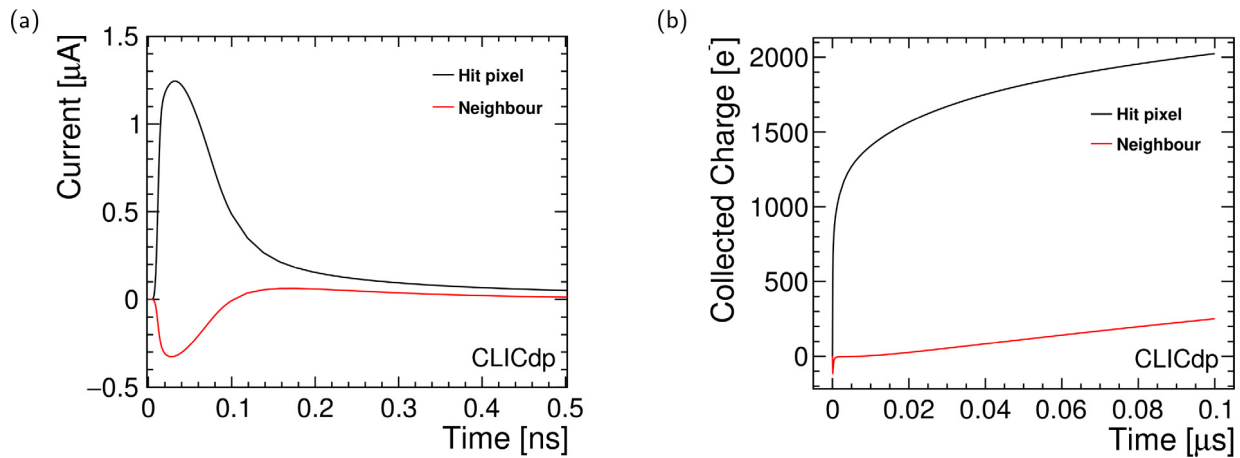 (a)
Current [μA]
1.5
1
0.5
0
−0.5
Hit pixel
Neighbour
CLICdp
0 0.1 0.2 0.3 0.4 0.5
Time [ns]
(b)
Collected Charge [e⁻]
2000
1500
1000
500
0
Hit pixel
Neighbour
CLICdp
0 0.02 0.04 0.06 0.08 0.1
Time [μs]